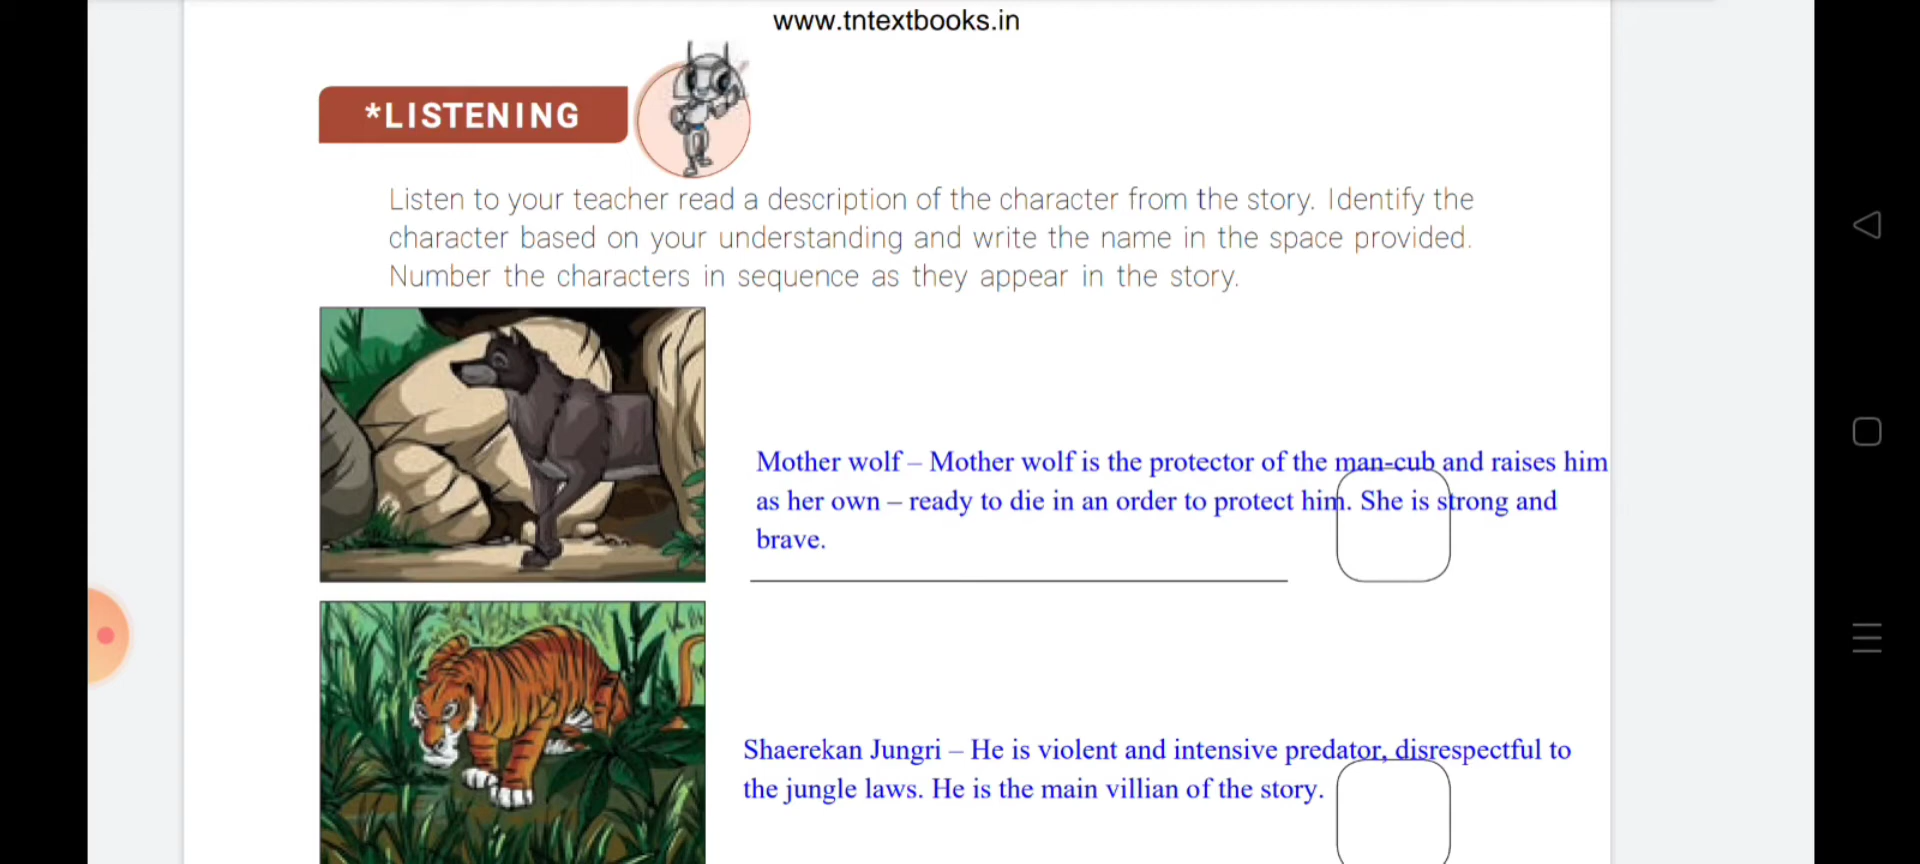 www.tntextbooks.in
*LISTENING
Listen to your teacher read a description of the character from the story. Identify the
character based on your understanding and write the name in the space provided.
Number the characters in sequence as they appear in the story.
Mother wolf – Mother wolf is the protector of the man-cub and raises him
as her own – ready to die in an order to protect him. She is strong and
brave.
Shaerekan Jungri – He is violent and intensive predator, disrespectful to
the jungle laws. He is the main villian of the story.